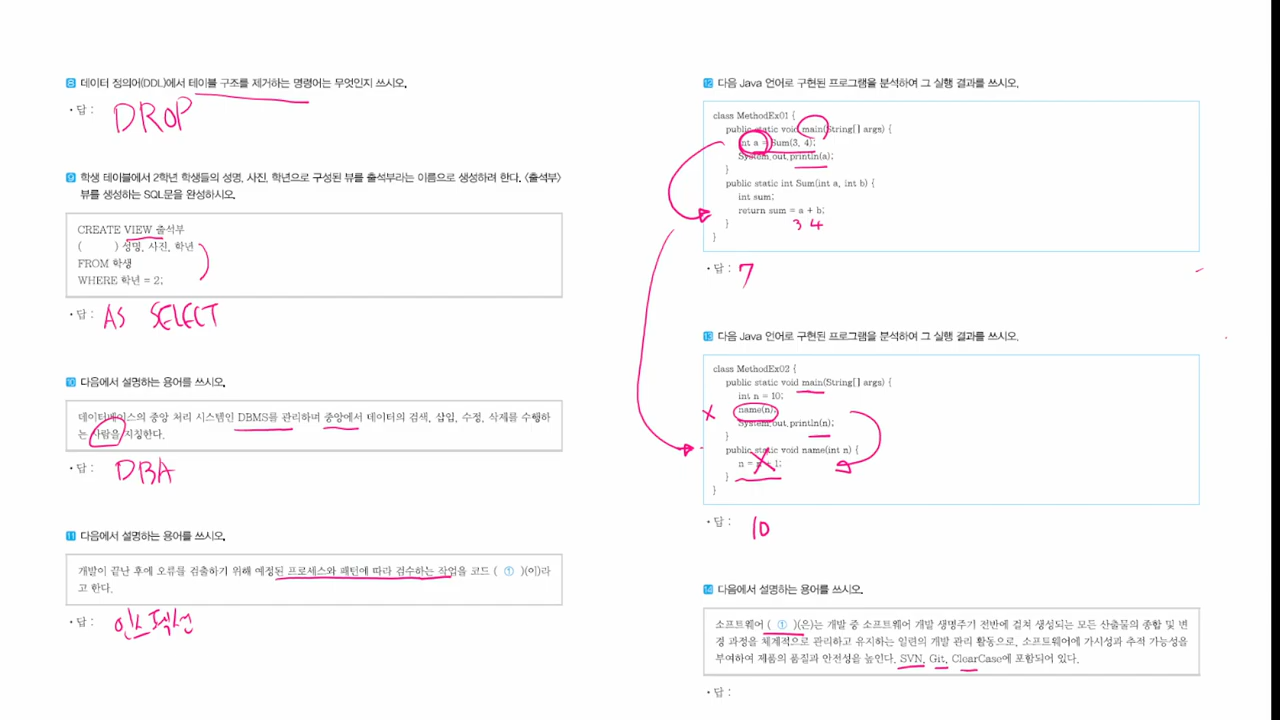 8 데이터 정의어(DDL)에서 테이블 구조를 제거하는 명령어는 무엇인지 쓰시오.
• 답 : DROP
9 학생 테이블에서 2학년 학생들의 성명, 사진, 학년으로 구성된 뷰를 출석부라는 이름으로 생성하려 한다. 〈출석부〉
뷰를 생성하는 SQL문을 완성하시오.
CREATE VIEW 출석부
( ) 성명, 사진, 학년
FROM 학생
WHERE 학년 = 2;
• 답 : AS SELECT
10 다음에서 설명하는 용어를 쓰시오.
데이터베이스의 중앙 처리 시스템인 DBMS를 관리하며 중앙에서 데이터의 검색, 삽입, 수정, 삭제를 수행하
는 사람을 지칭한다.
• 답 : DBA
11 다음에서 설명하는 용어를 쓰시오.
개발이 끝난 후에 오류를 검출하기 위해 예정된 프로세스와 패턴에 따라 검수하는 작업을 코드 ( ① )(이)라
고 한다.
• 답 : 인스펙션
12 다음 Java 언어로 구현된 프로그램을 분석하여 그 실행 결과를 쓰시오.
class MethodEx01 {
public static void main(String[] args) {
int a = Sum(3, 4);
System.out.println(a);
}
public static int Sum(int a, int b) {
int sum;
return sum = a + b;
} 3 4
}
• 답 : 7
13 다음 Java 언어로 구현된 프로그램을 분석하여 그 실행 결과를 쓰시오.
class MethodEx02 {
public static void main(String[] args) {
int n = 10;
X name(n);
System.out.println(n);
}
public static void name(int n) {
n = n + 1;
}
}
• 답 : 10
14 다음에서 설명하는 용어를 쓰시오.
소프트웨어 ( ① )(은)는 개발 중 소프트웨어 개발 생명주기 전반에 걸쳐 생성되는 모든 산출물의 종합 및 변
경 과정을 체계적으로 관리하고 유지하는 일련의 개발 관리 활동으로, 소프트웨어에 가시성과 추적 가능성을
부여하여 제품의 품질과 안전성을 높인다. SVN, Git, ClearCase에 포함되어 있다.
• 답 :